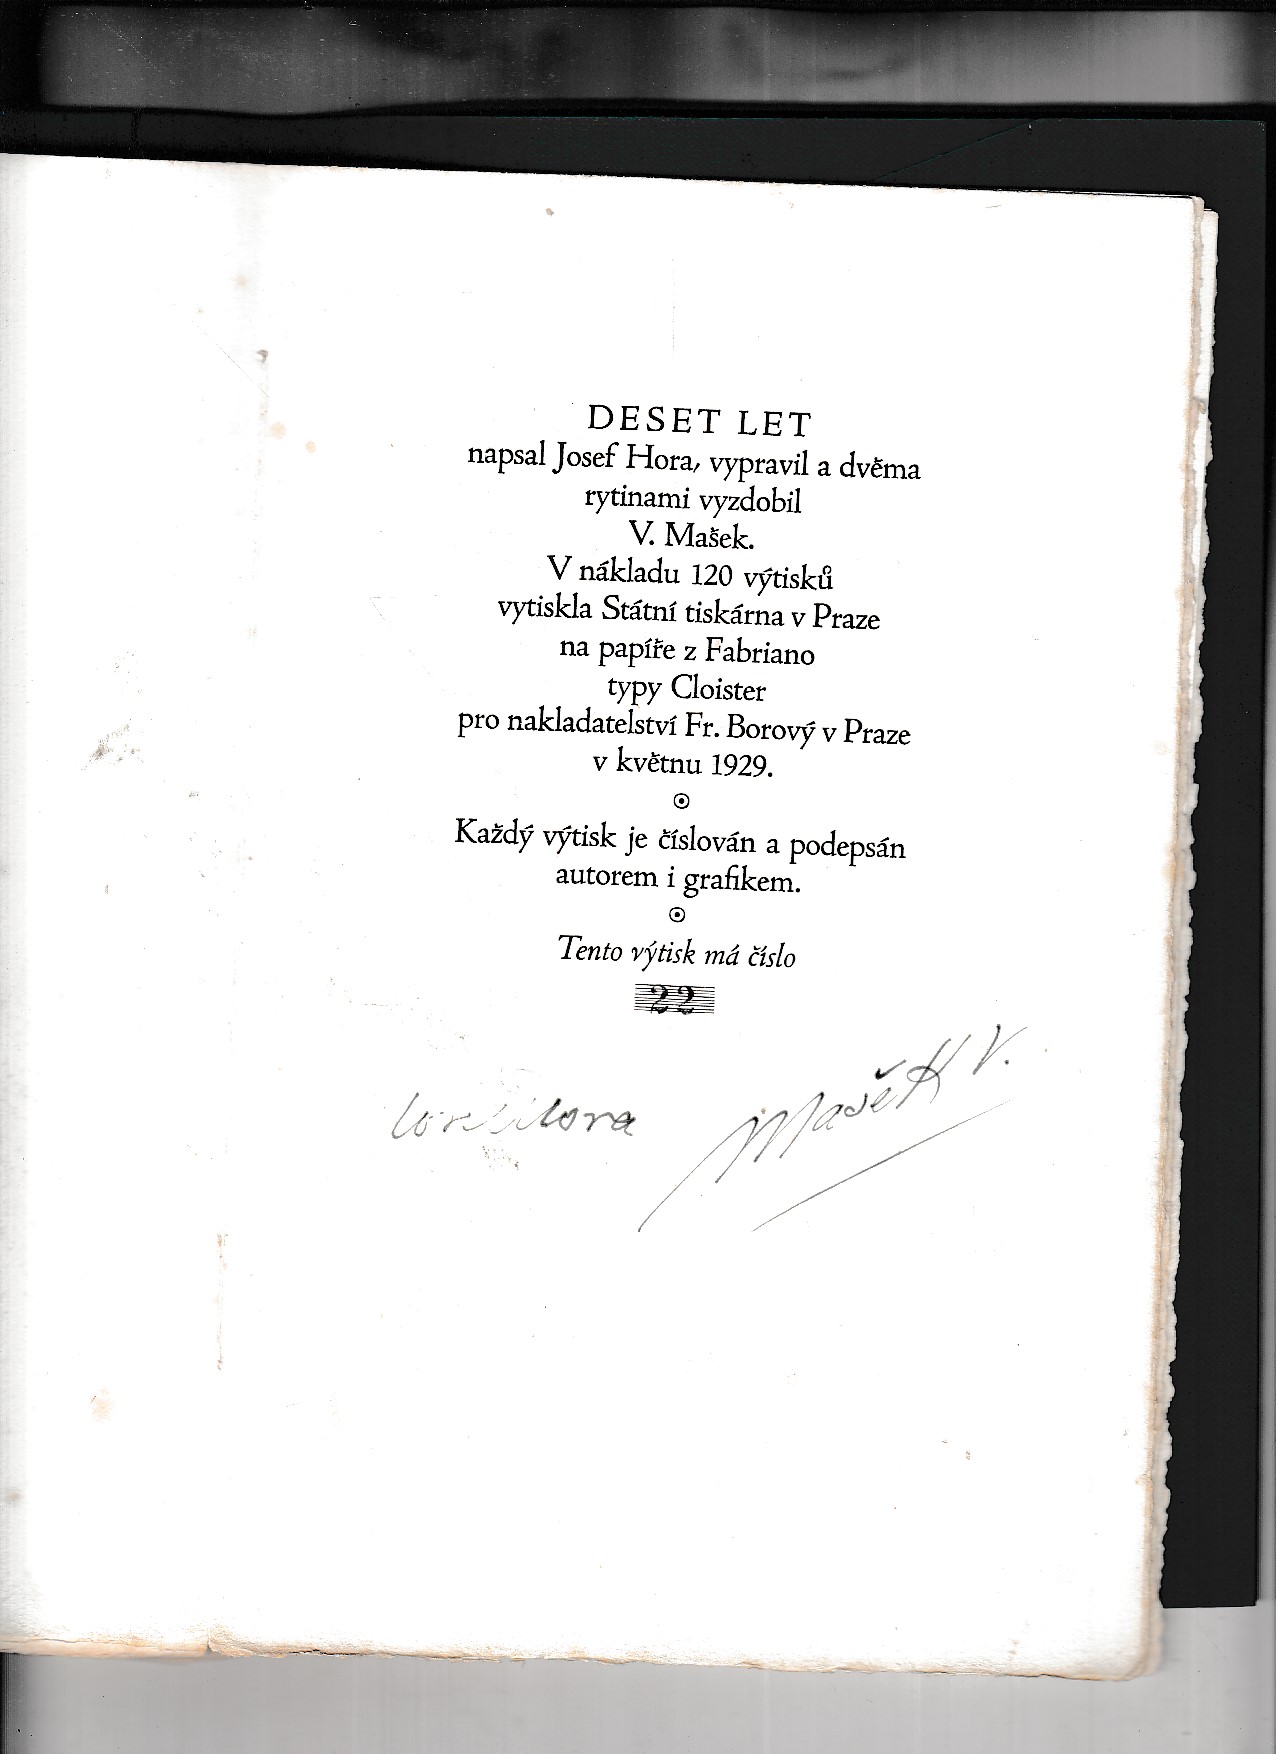 DESET LET
napsal Josef Hora, vypravil a dvěma
rytinami vyzdobil
V. Mašek.
V nákladu 120 výtisků
vytiskla Státní tiskárna v Praze
na papíře z Fabriano
typy Cloister
pro nakladatelství Fr. Borový v Praze
v květnu 1929.
Každý výtisk je číslován a podepsán
autorem i grafikem.
Tento výtisk má číslo
22
Hora
Mašek V.